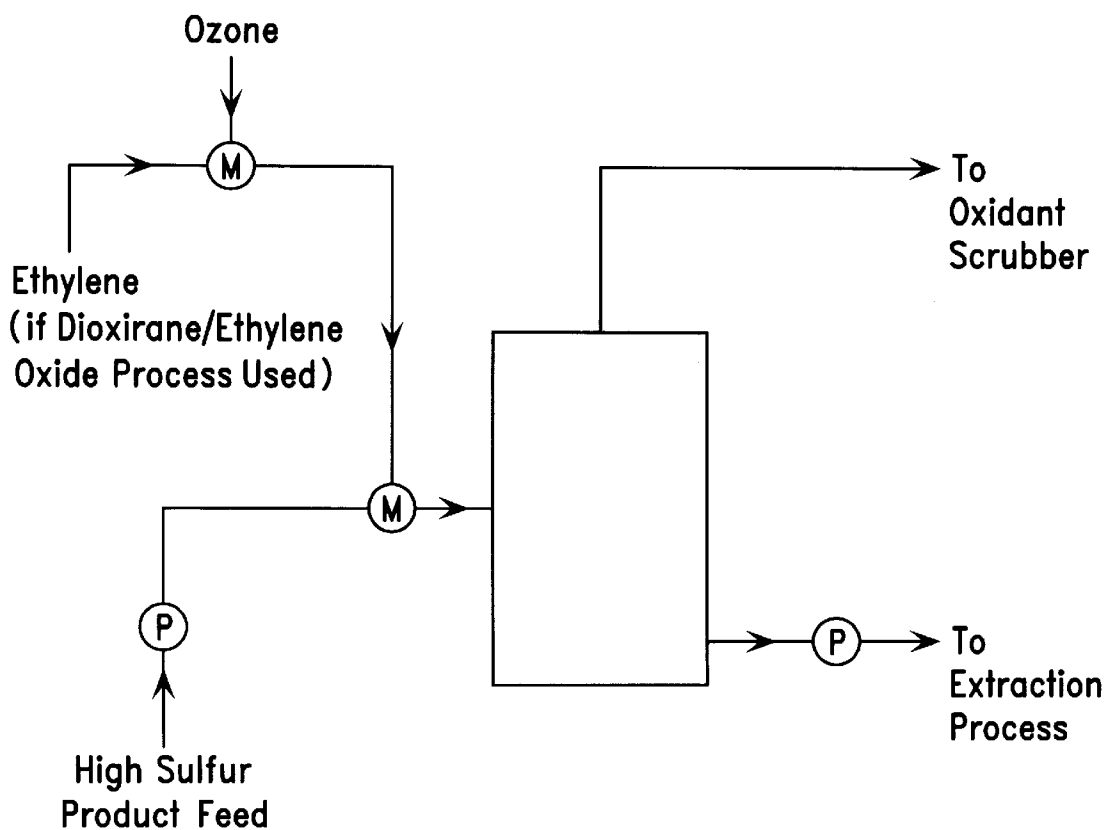 Ozone
M
Ethylene
(if Dioxirane/Ethylene
Oxide Process Used)
To
Oxidant
Scrubber
M
P
High Sulfur
Product Feed
P
To
Extraction
Process